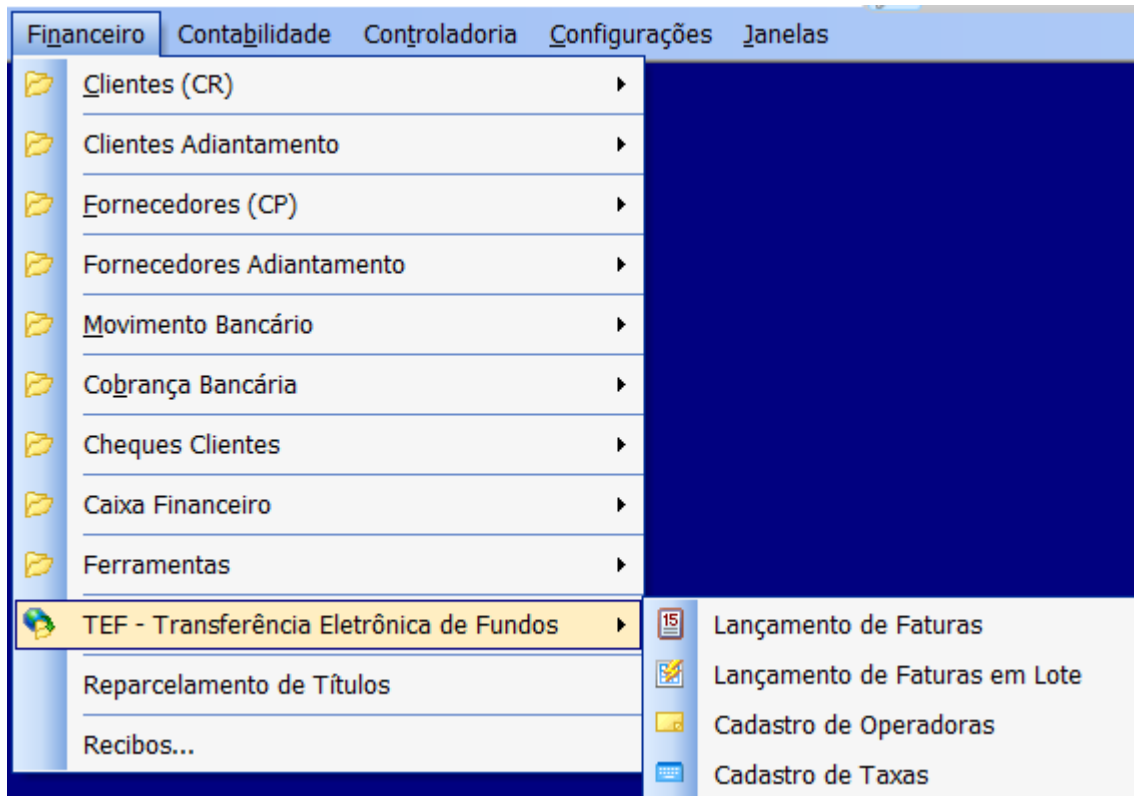 Financeiro Contabilidade Controladoria Configurações Janelas
Clientes (CR)
Clientes Adiantamento
Fornecedores (CP)
Fornecedores Adiantamento
Movimento Bancário
Cobrança Bancária
Cheques Clientes
Caixa Financeiro
Ferramentas
TEF - Transferência Eletrônica de Fundos
Reparcelamento de Títulos
Recibos...
15
Lançamento de Faturas
Lançamento de Faturas em Lote
Cadastro de Operadoras
Cadastro de Taxas